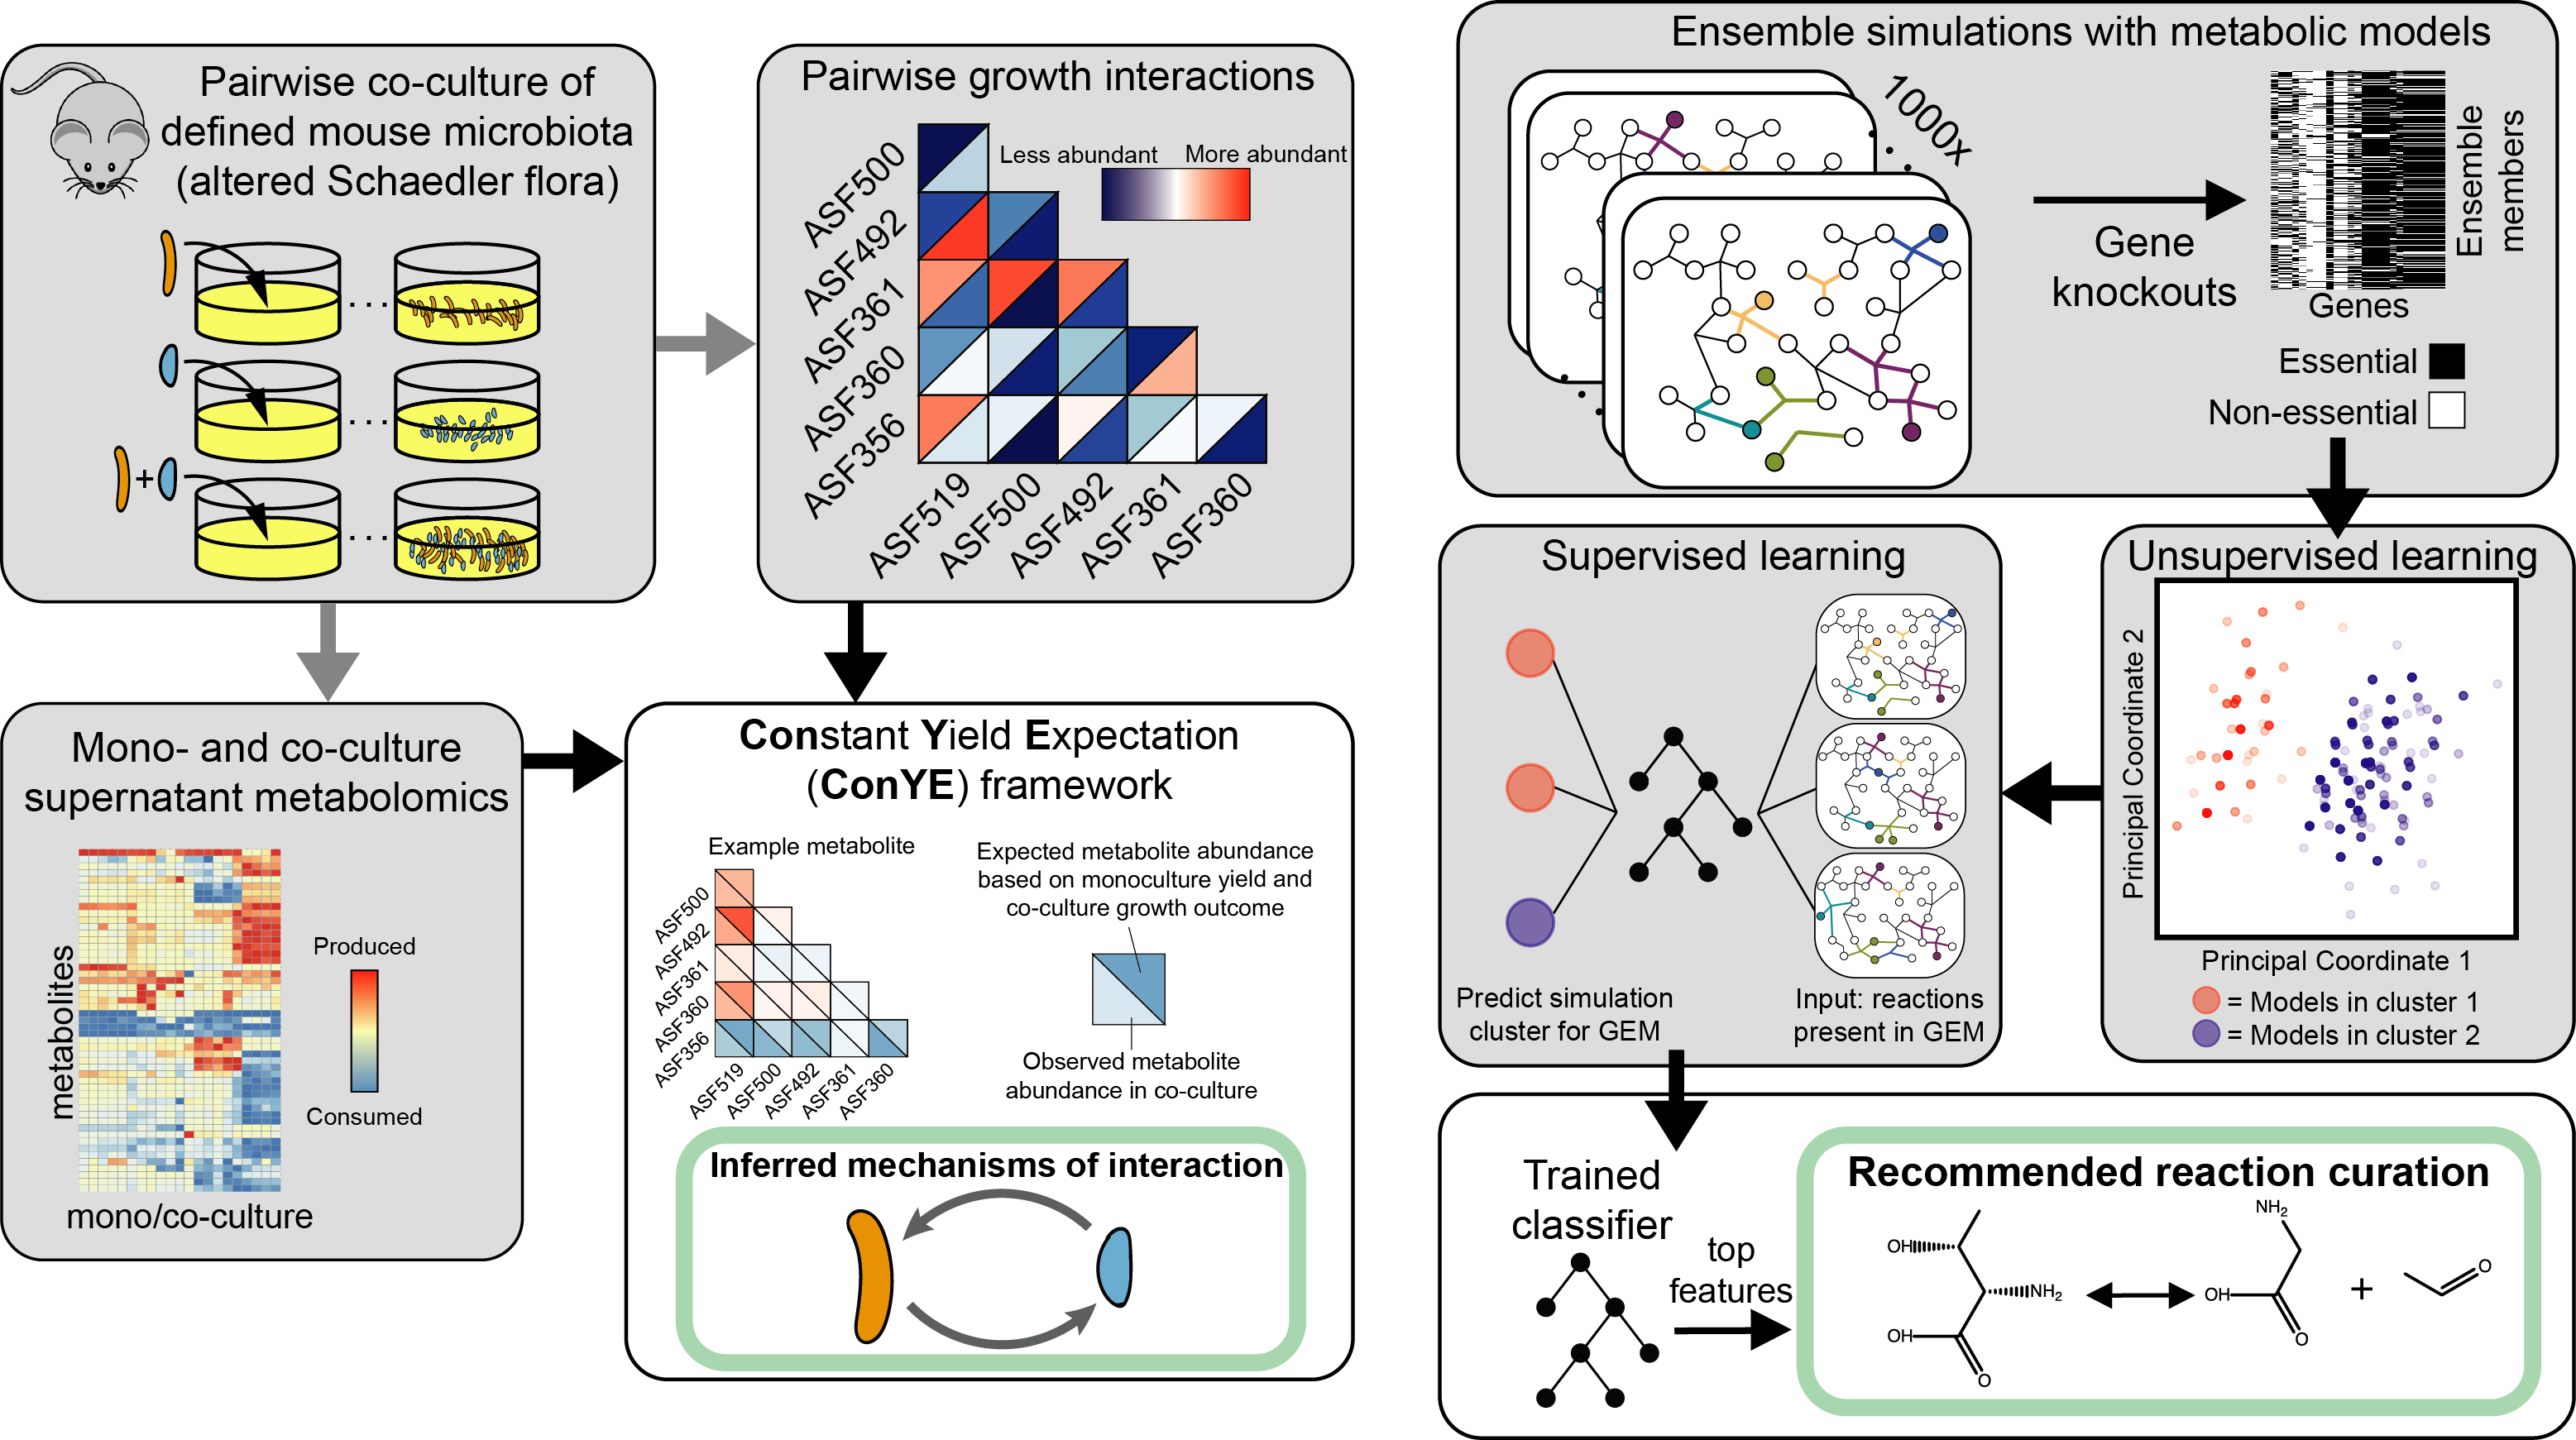 Pairwise co-culture of
defined mouse microbiota
(altered Schaedler flora)
+
. . .
. . .
. . .
Pairwise growth interactions
Less abundant
More abundant
ASF500
ASF492
ASF361
ASF360
ASF356
ASF519
ASF500
ASF492
ASF361
ASF360
Mono- and co-culture
supernatant metabolomics
metabolites
mono/co-culture
Produced
Consumed
Constant Yield Expectation
(ConYE) framework
Example metabolite
ASF500
ASF492
ASF361
ASF360
ASF356
ASF519
ASF500
ASF492
ASF361
ASF360
Expected metabolite abundance
based on monoculture yield and
co-culture growth outcome
Observed metabolite
abundance in co-culture
Inferred mechanisms of interaction
Ensemble simulations with metabolic models
1000x
Gene
knockouts
Ensemble
members
Genes
Essential
Non-essential
Unsupervised learning
Principal Coordinate 2
Principal Coordinate 1
= Models in cluster 1
= Models in cluster 2
Supervised learning
Predict simulation
cluster for GEM
Input: reactions
present in GEM
Trained
classifier
top
features
Recommended reaction curation
OH
NH2
OH
O
NH2
OH
O
+
O